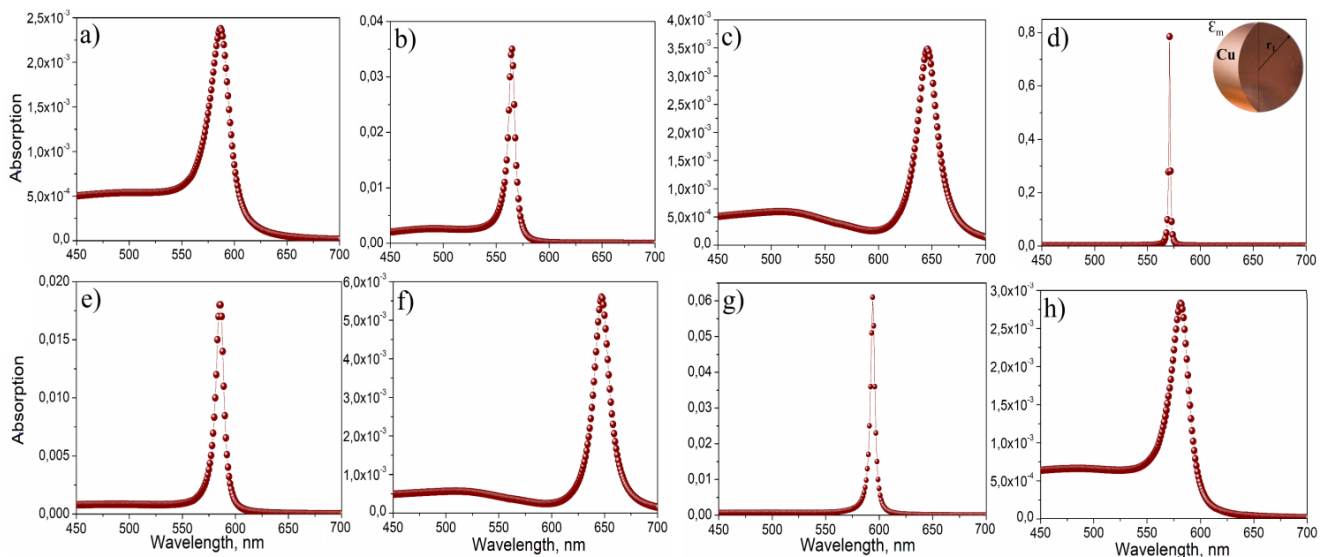 a)
2,5x10⁻³
2,0x10⁻³
1,5x10⁻³
1,0x10⁻³
5,0x10⁻⁴
0,0
450 500 550 600 650 700
Absorption
b)
0,04
0,03
0,02
0,01
0,00
450 500 550 600 650 700
c)
4,0x10⁻³
3,5x10⁻³
3,0x10⁻³
2,5x10⁻³
2,0x10⁻³
1,5x10⁻³
1,0x10⁻³
5,0x10⁻⁴
0,0
450 500 550 600 650 700
d)
0,8
0,6
0,4
0,2
0,0
450 500 550 600 650 700
εm
Cu
r1
e)
0,020
0,015
0,010
0,005
0,000
450 500 550 600 650 700
Absorption
Wavelength, nm
f)
6,0x10⁻³
5,0x10⁻³
4,0x10⁻³
3,0x10⁻³
2,0x10⁻³
1,0x10⁻³
0,0
450 500 550 600 650 700
Wavelength, nm
g)
0,06
0,05
0,04
0,03
0,02
0,01
0,00
450 500 550 600 650 700
Wavelength, nm
h)
3,0x10⁻³
2,5x10⁻³
2,0x10⁻³
1,5x10⁻³
1,0x10⁻³
5,0x10⁻⁴
0,0
450 500 550 600 650 700
Wavelength, nm